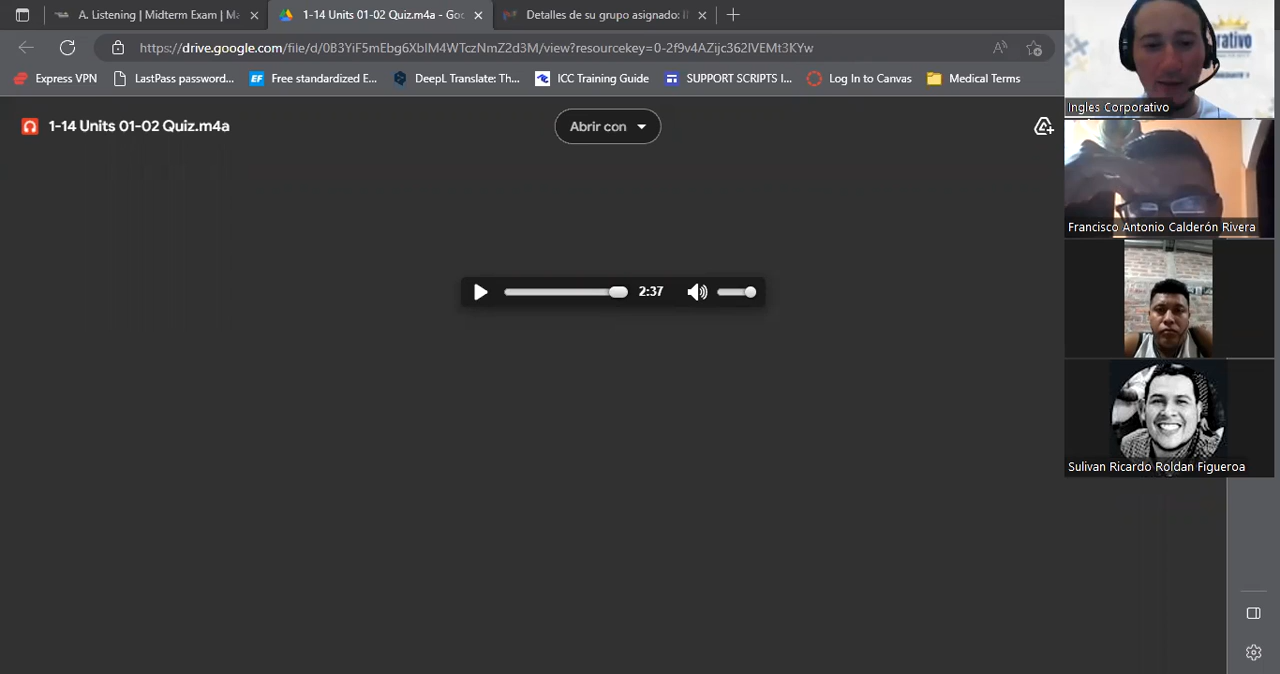 A. Listening | Midterm Exam | Ma
1-14 Units 01-02 Quiz.m4a - Goo
Detalles de su grupo asignado: I
https://drive.google.com/file/d/0B3YiF5mEbg6XblM4WTczNmZ2d3M/view?resourcekey=0-2f9v4AZijc362IVEMt3KYw
Express VPN
LastPass password...
Free standardized E...
DeepL Translate: Th...
ICC Training Guide
SUPPORT SCRIPTS I...
Log In to Canvas
Medical Terms
1-14 Units 01-02 Quiz.m4a
Abrir con
2:37
Ingles Corporativo
Francisco Antonio Calderón Rivera
Sulivan Ricardo Roldan Figueroa